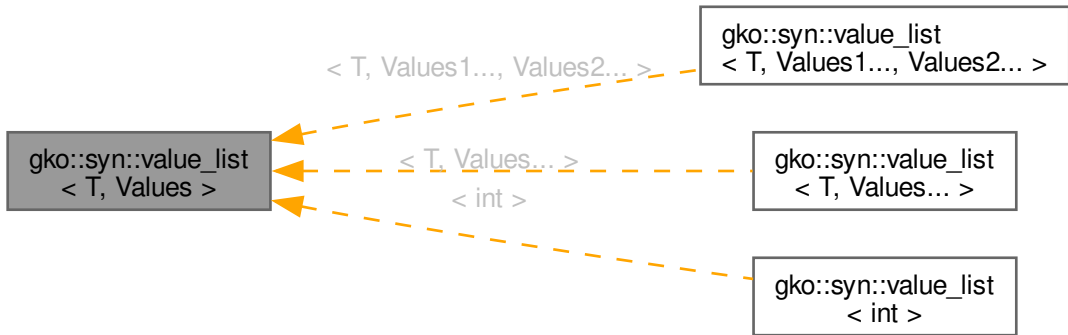 gko::syn::value_list
< T, Values1..., Values2... >
< T, Values1..., Values2... >
gko::syn::value_list
< T, Values >
< T, Values... >
gko::syn::value_list
< T, Values... >
< int >
gko::syn::value_list
< int >